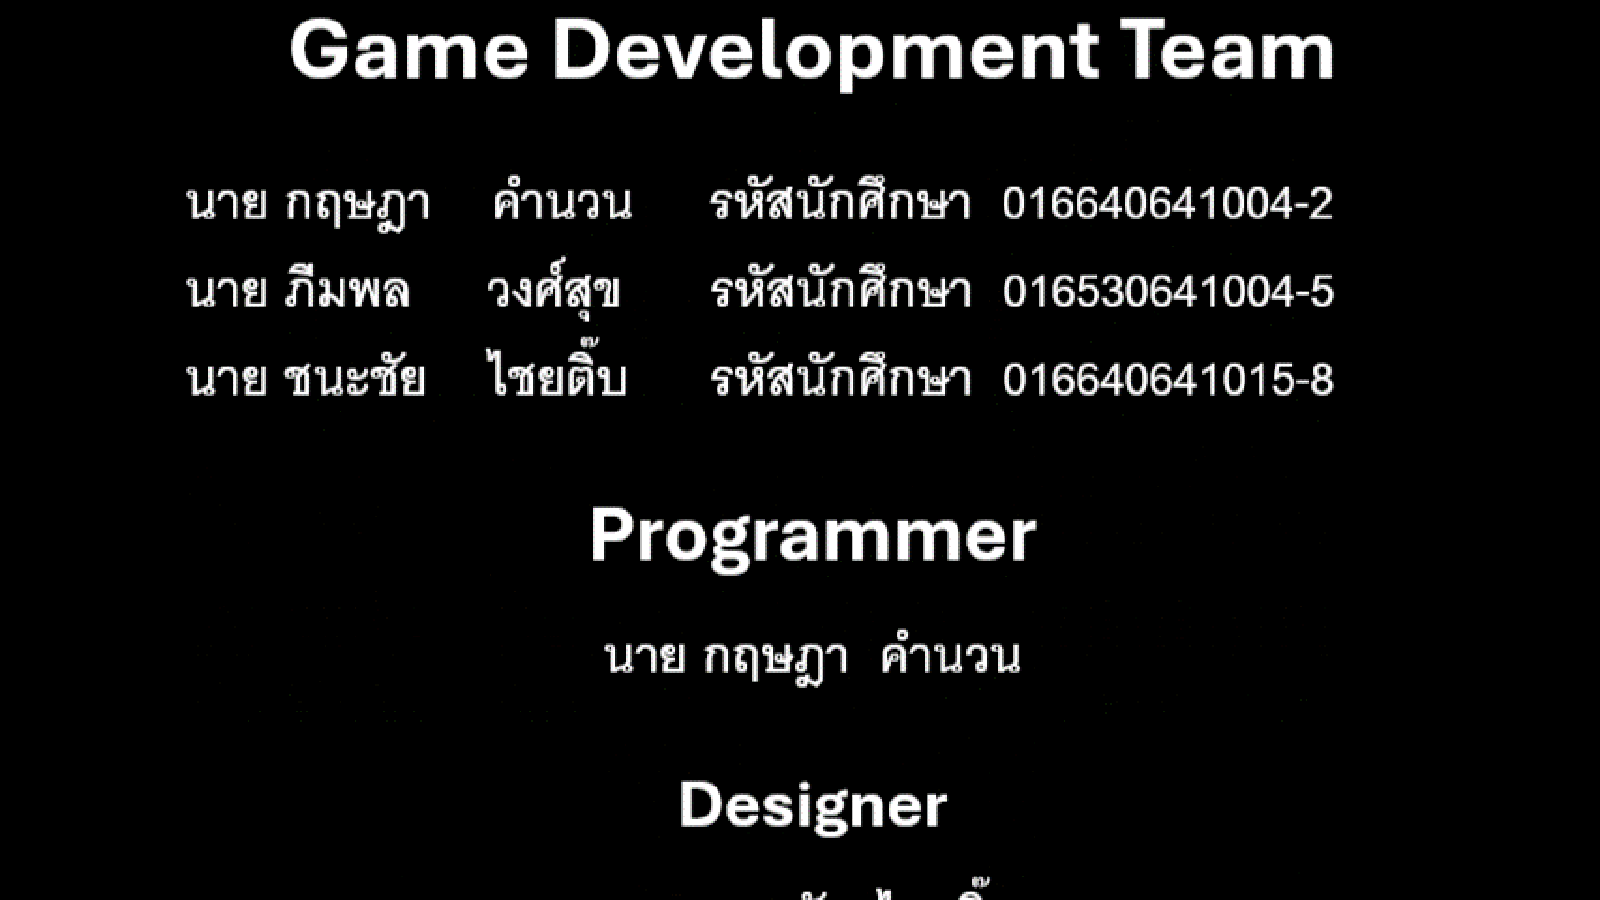 Game Development Team
นาย กฤษฎา คำนวน รหัสนักศึกษา 016640641004-2
นาย ภีมพล วงศ์สุข รหัสนักศึกษา 016530641004-5
นาย ชนะชัย ไชยติ๊บ รหัสนักศึกษา 016640641015-8
Programmer
นาย กฤษฎา คำนวน
Designer